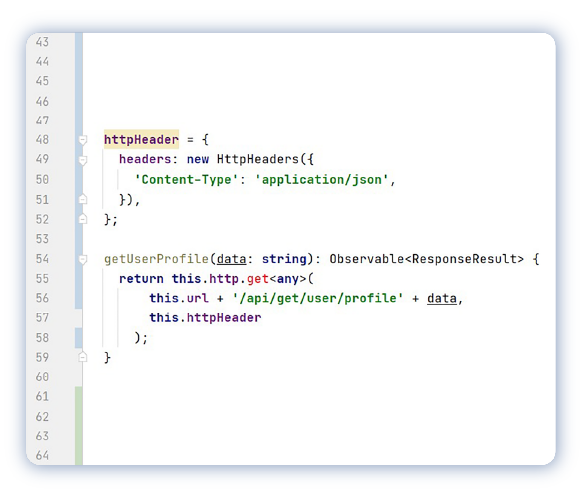 43
44
45
46
47
48 httpHeader = {
49 headers: new HttpHeaders({
50 'Content-Type': 'application/json',
51 }),
52 };
53
54 getUserProfile(data: string): Observable<ResponseResult> {
55 return this.http.get<any>(
56 this.url + '/api/get/user/profile' + data,
57 this.httpHeader
58 );
59 }
60
61
62
63
64